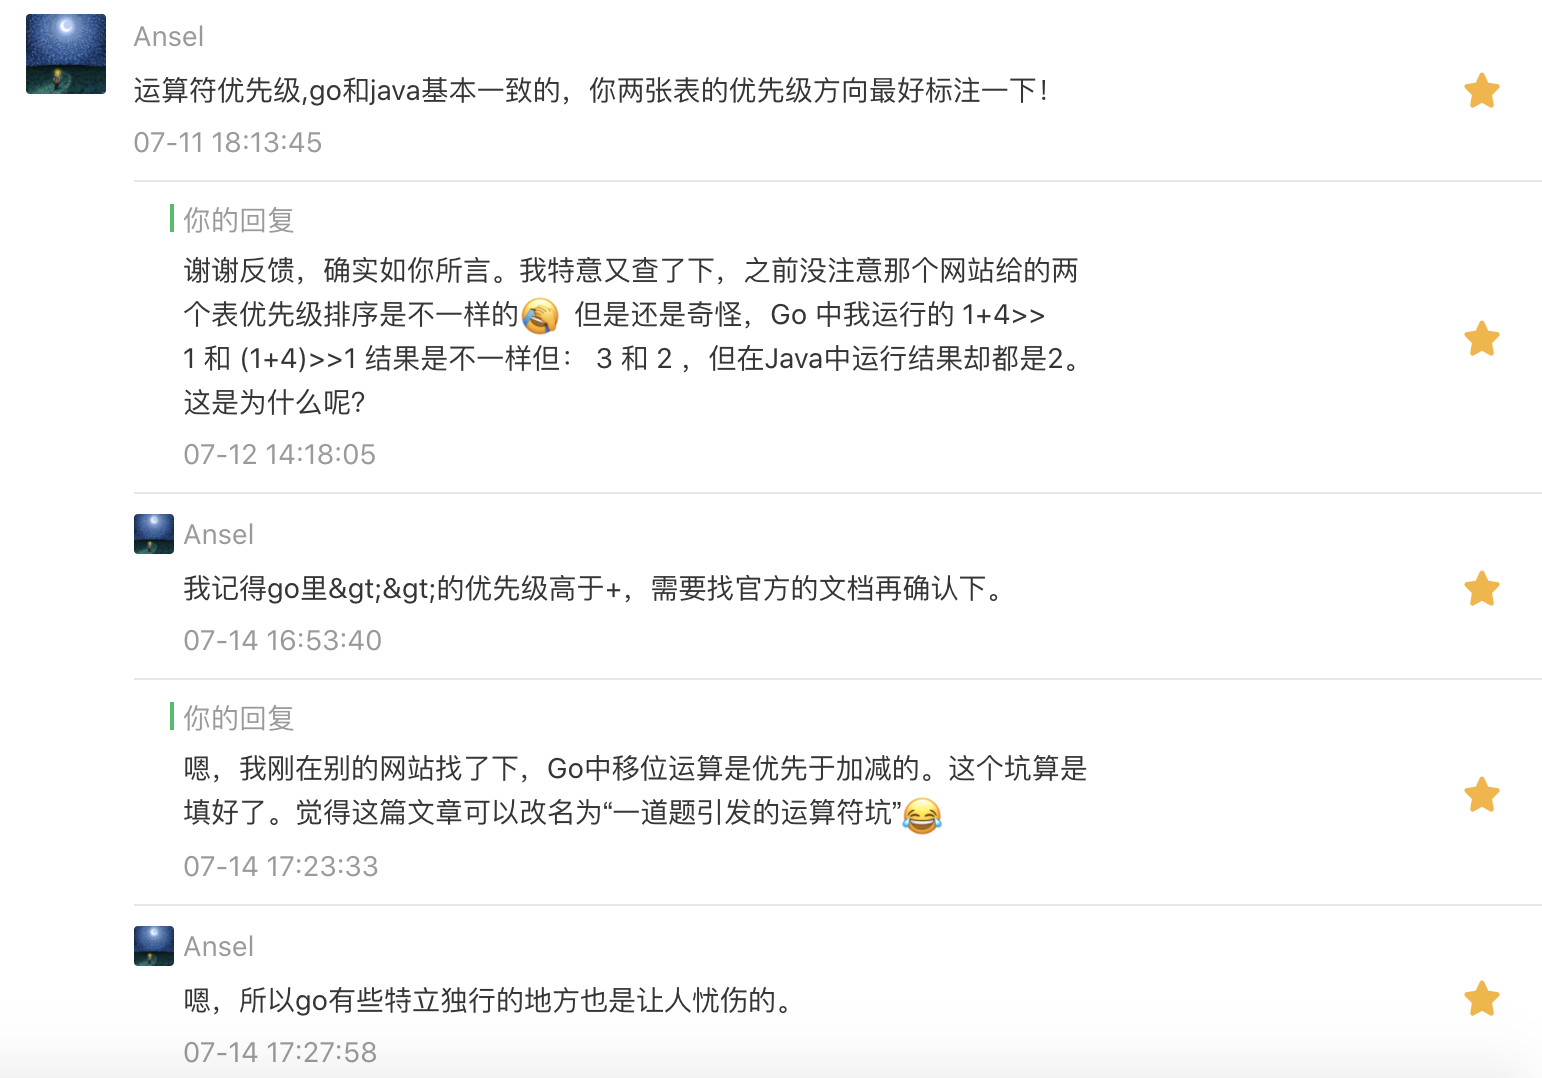 Ansel
运算符优先级,go和java基本一致的，你两张表的优先级方向最好标注一下！
07-11 18:13:45
你的回复
谢谢反馈，确实如你所言。我特意又查了下，之前没注意那个网站给的两
个表优先级排序是不一样的🤦 但是还是奇怪，Go 中我运行的 1+4>>
1 和 (1+4)>>1 结果是不一样但： 3 和 2 ，但在Java中运行结果却都是2。
这是为什么呢?
07-12 14:18:05
Ansel
我记得go里&gt;&gt;的优先级高于+，需要找官方的文档再确认下。
07-14 16:53:40
你的回复
嗯，我刚在别的网站找了下，Go中移位运算是优先于加减的。这个坑算是
填好了。觉得这篇文章可以改名为“一道题引发的运算符坑”😂
07-14 17:23:33
Ansel
嗯，所以go有些特立独行的地方也是让人忧伤的。
07-14 17:27:58